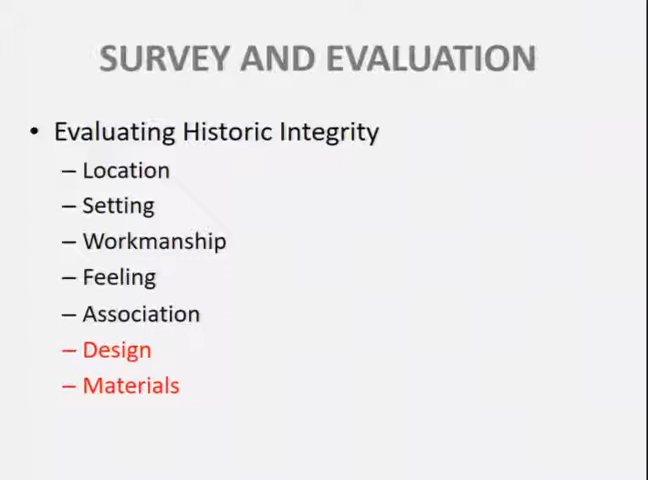 SURVEY AND EVALUATION
• Evaluating Historic Integrity
– Location
– Setting
– Workmanship
– Feeling
– Association
– Design
– Materials